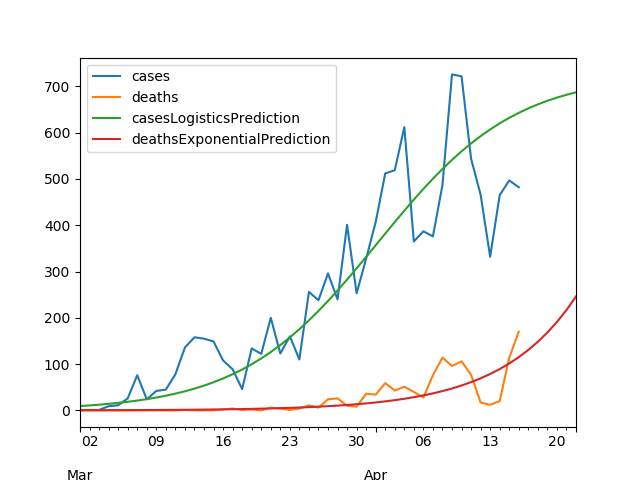 cases
deaths
casesLogisticsPrediction
deathsExponentialPrediction
700
600
500
400
300
200
100
0
02 09 16 23 30 06 13 20
Mar Apr